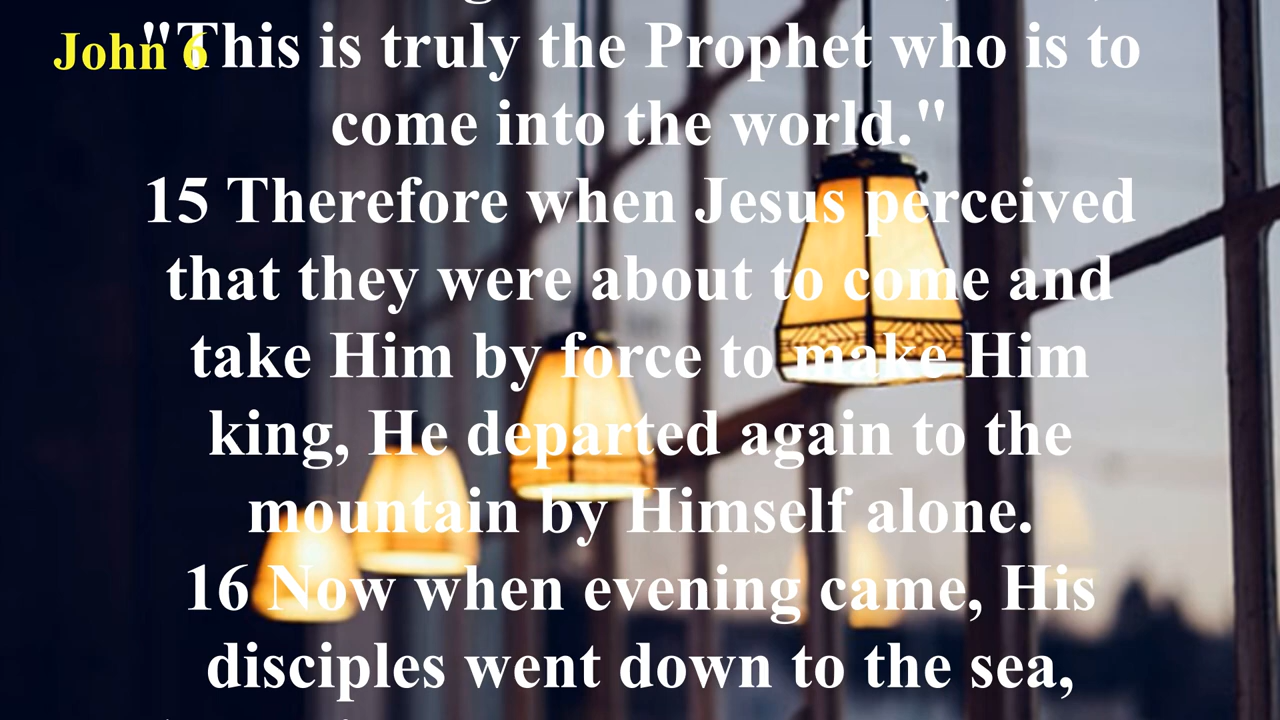 John 6
"This is truly the Prophet who is to
come into the world."
15 Therefore when Jesus perceived
that they were about to come and
take Him by force to make Him
king, He departed again to the
mountain by Himself alone.
16 Now when evening came, His
disciples went down to the sea,